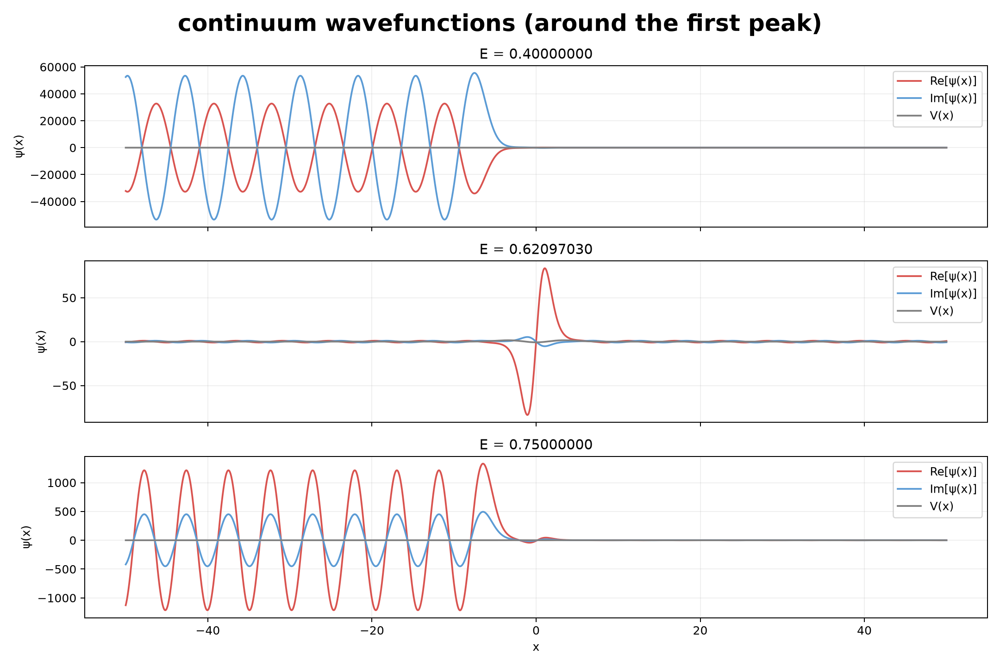 continuum wavefunctions (around the first peak)
E = 0.40000000
60000
40000
20000
0
−20000
−40000
ψ(x)
Re[ψ(x)]
Im[ψ(x)]
V(x)
E = 0.62097030
50
0
−50
ψ(x)
Re[ψ(x)]
Im[ψ(x)]
V(x)
E = 0.75000000
1000
500
0
−500
−1000
ψ(x)
Re[ψ(x)]
Im[ψ(x)]
V(x)
−40 −20 0 20 40
x